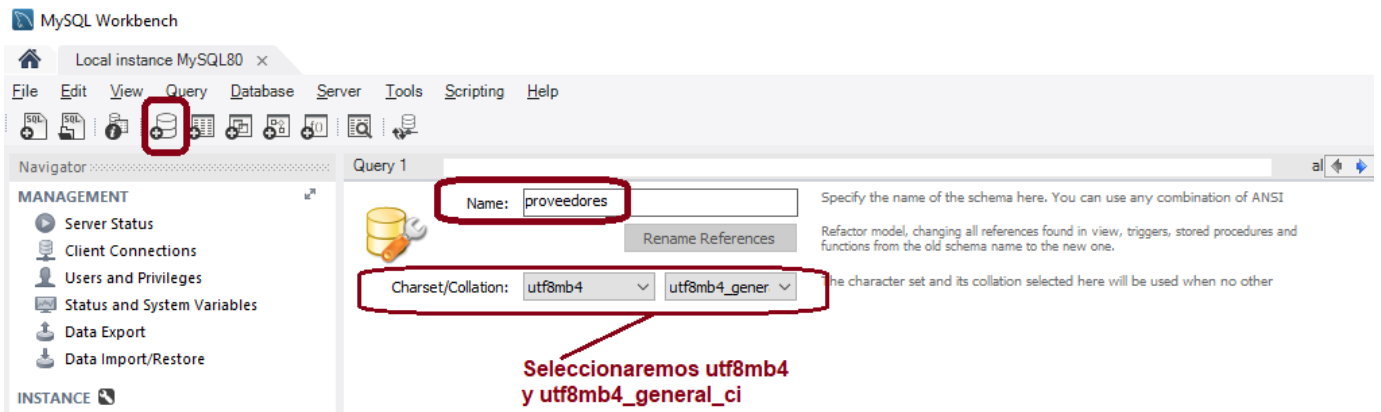 MySQL Workbench
Local instance MySQL80 ×
File Edit View Query Database Server Tools Scripting Help
SQL SQL
Navigator
Query 1
al
MANAGEMENT
Server Status
Client Connections
Users and Privileges
Status and System Variables
Data Export
Data Import/Restore
INSTANCE
Name: proveedores
Specify the name of the schema here. You can use any combination of ANSI
Rename References
Refactor model, changing all references found in view, triggers, stored procedures and
functions from the old schema name to the new one.
Charset/Collation: utf8mb4 utf8mb4_gener
The character set and its collation selected here will be used when no other
Seleccionaremos utf8mb4
y utf8mb4_general_ci